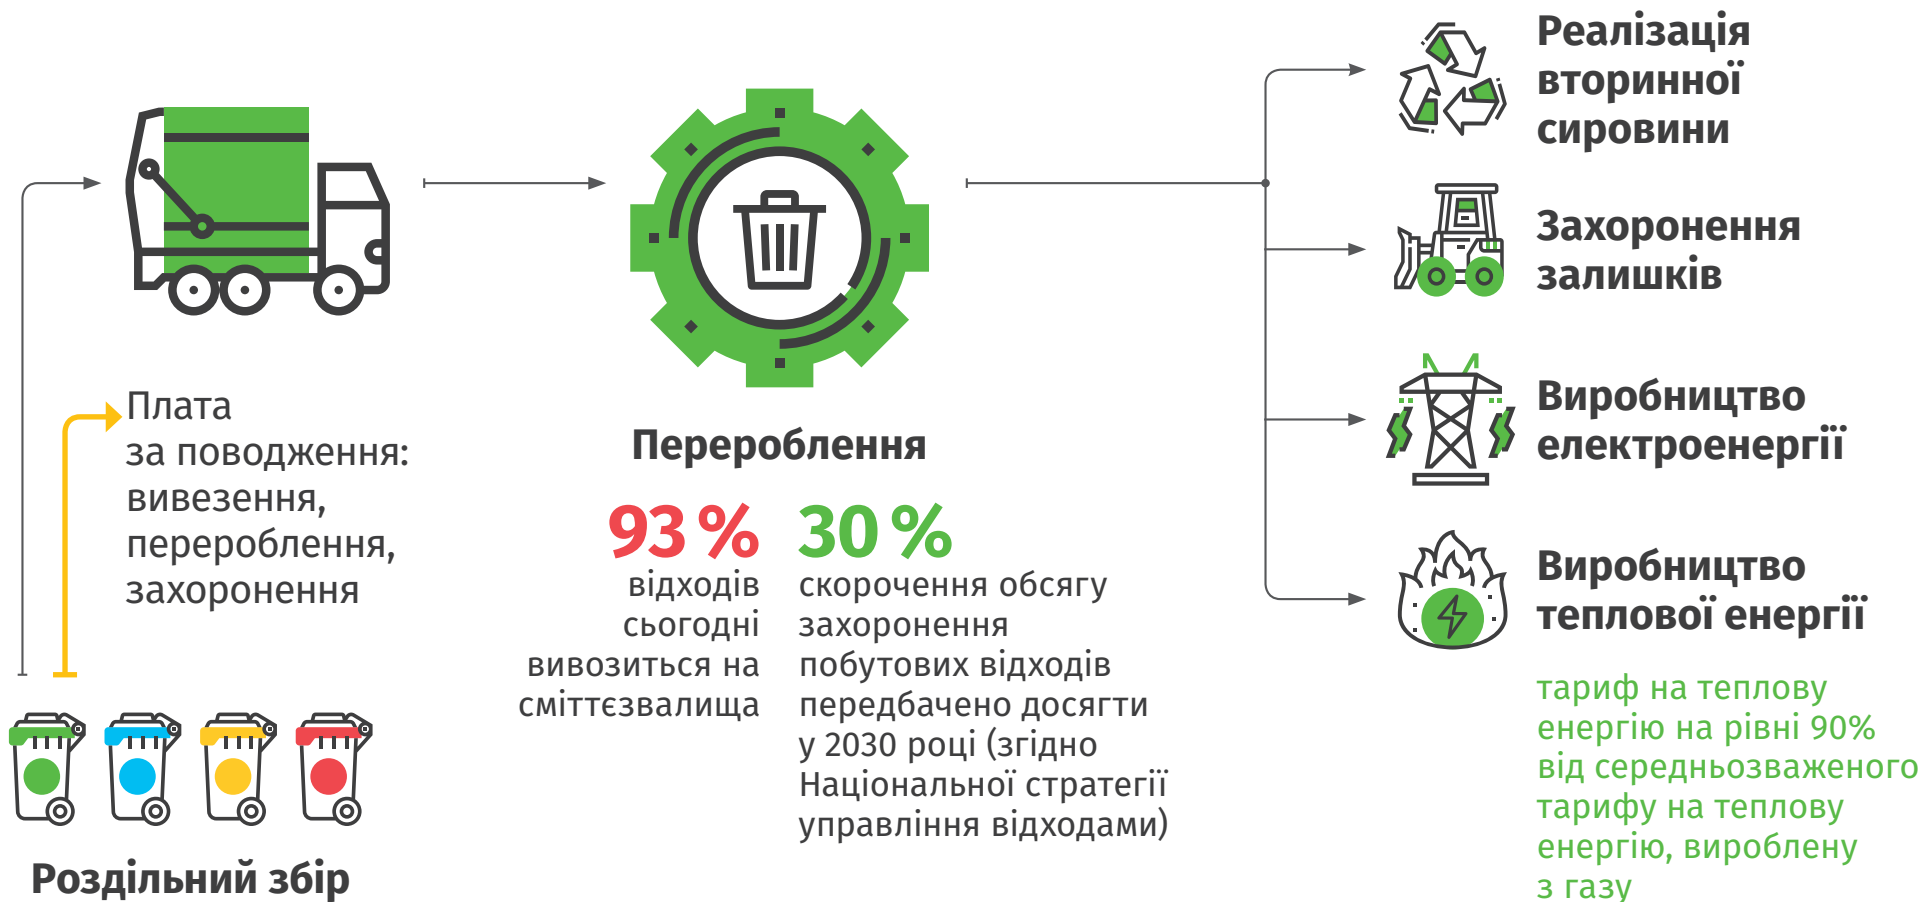 Плата
за поводження:
вивезення,
перероблення,
захоронення
Роздільний збір
Перероблення
93 %
відходів
сьогодні
вивозиться на
сміттєзвалища
30 %
скорочення обсягу
захоронення
побутових відходів
передбачено досягти
у 2030 році (згідно
Національної стратегії
управління відходами)
Реалізація
вторинної
сировини
Захоронення
залишків
Виробництво
електроенергії
Виробництво
теплової енергії
тариф на теплову
енергію на рівні 90%
від середньозваженого
тарифу на теплову
енергію, вироблену
з газу